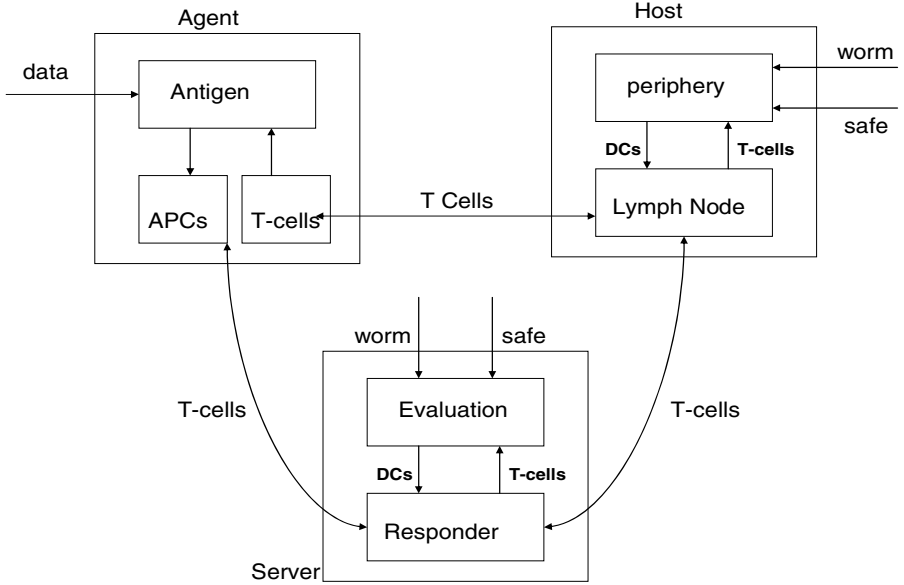 Agent
Host
data
Antigen
periphery
worm
safe
DCs
T-cells
APCs
T-cells
T Cells
Lymph Node
worm
safe
Evaluation
T-cells
T-cells
DCs
T-cells
Responder
Server